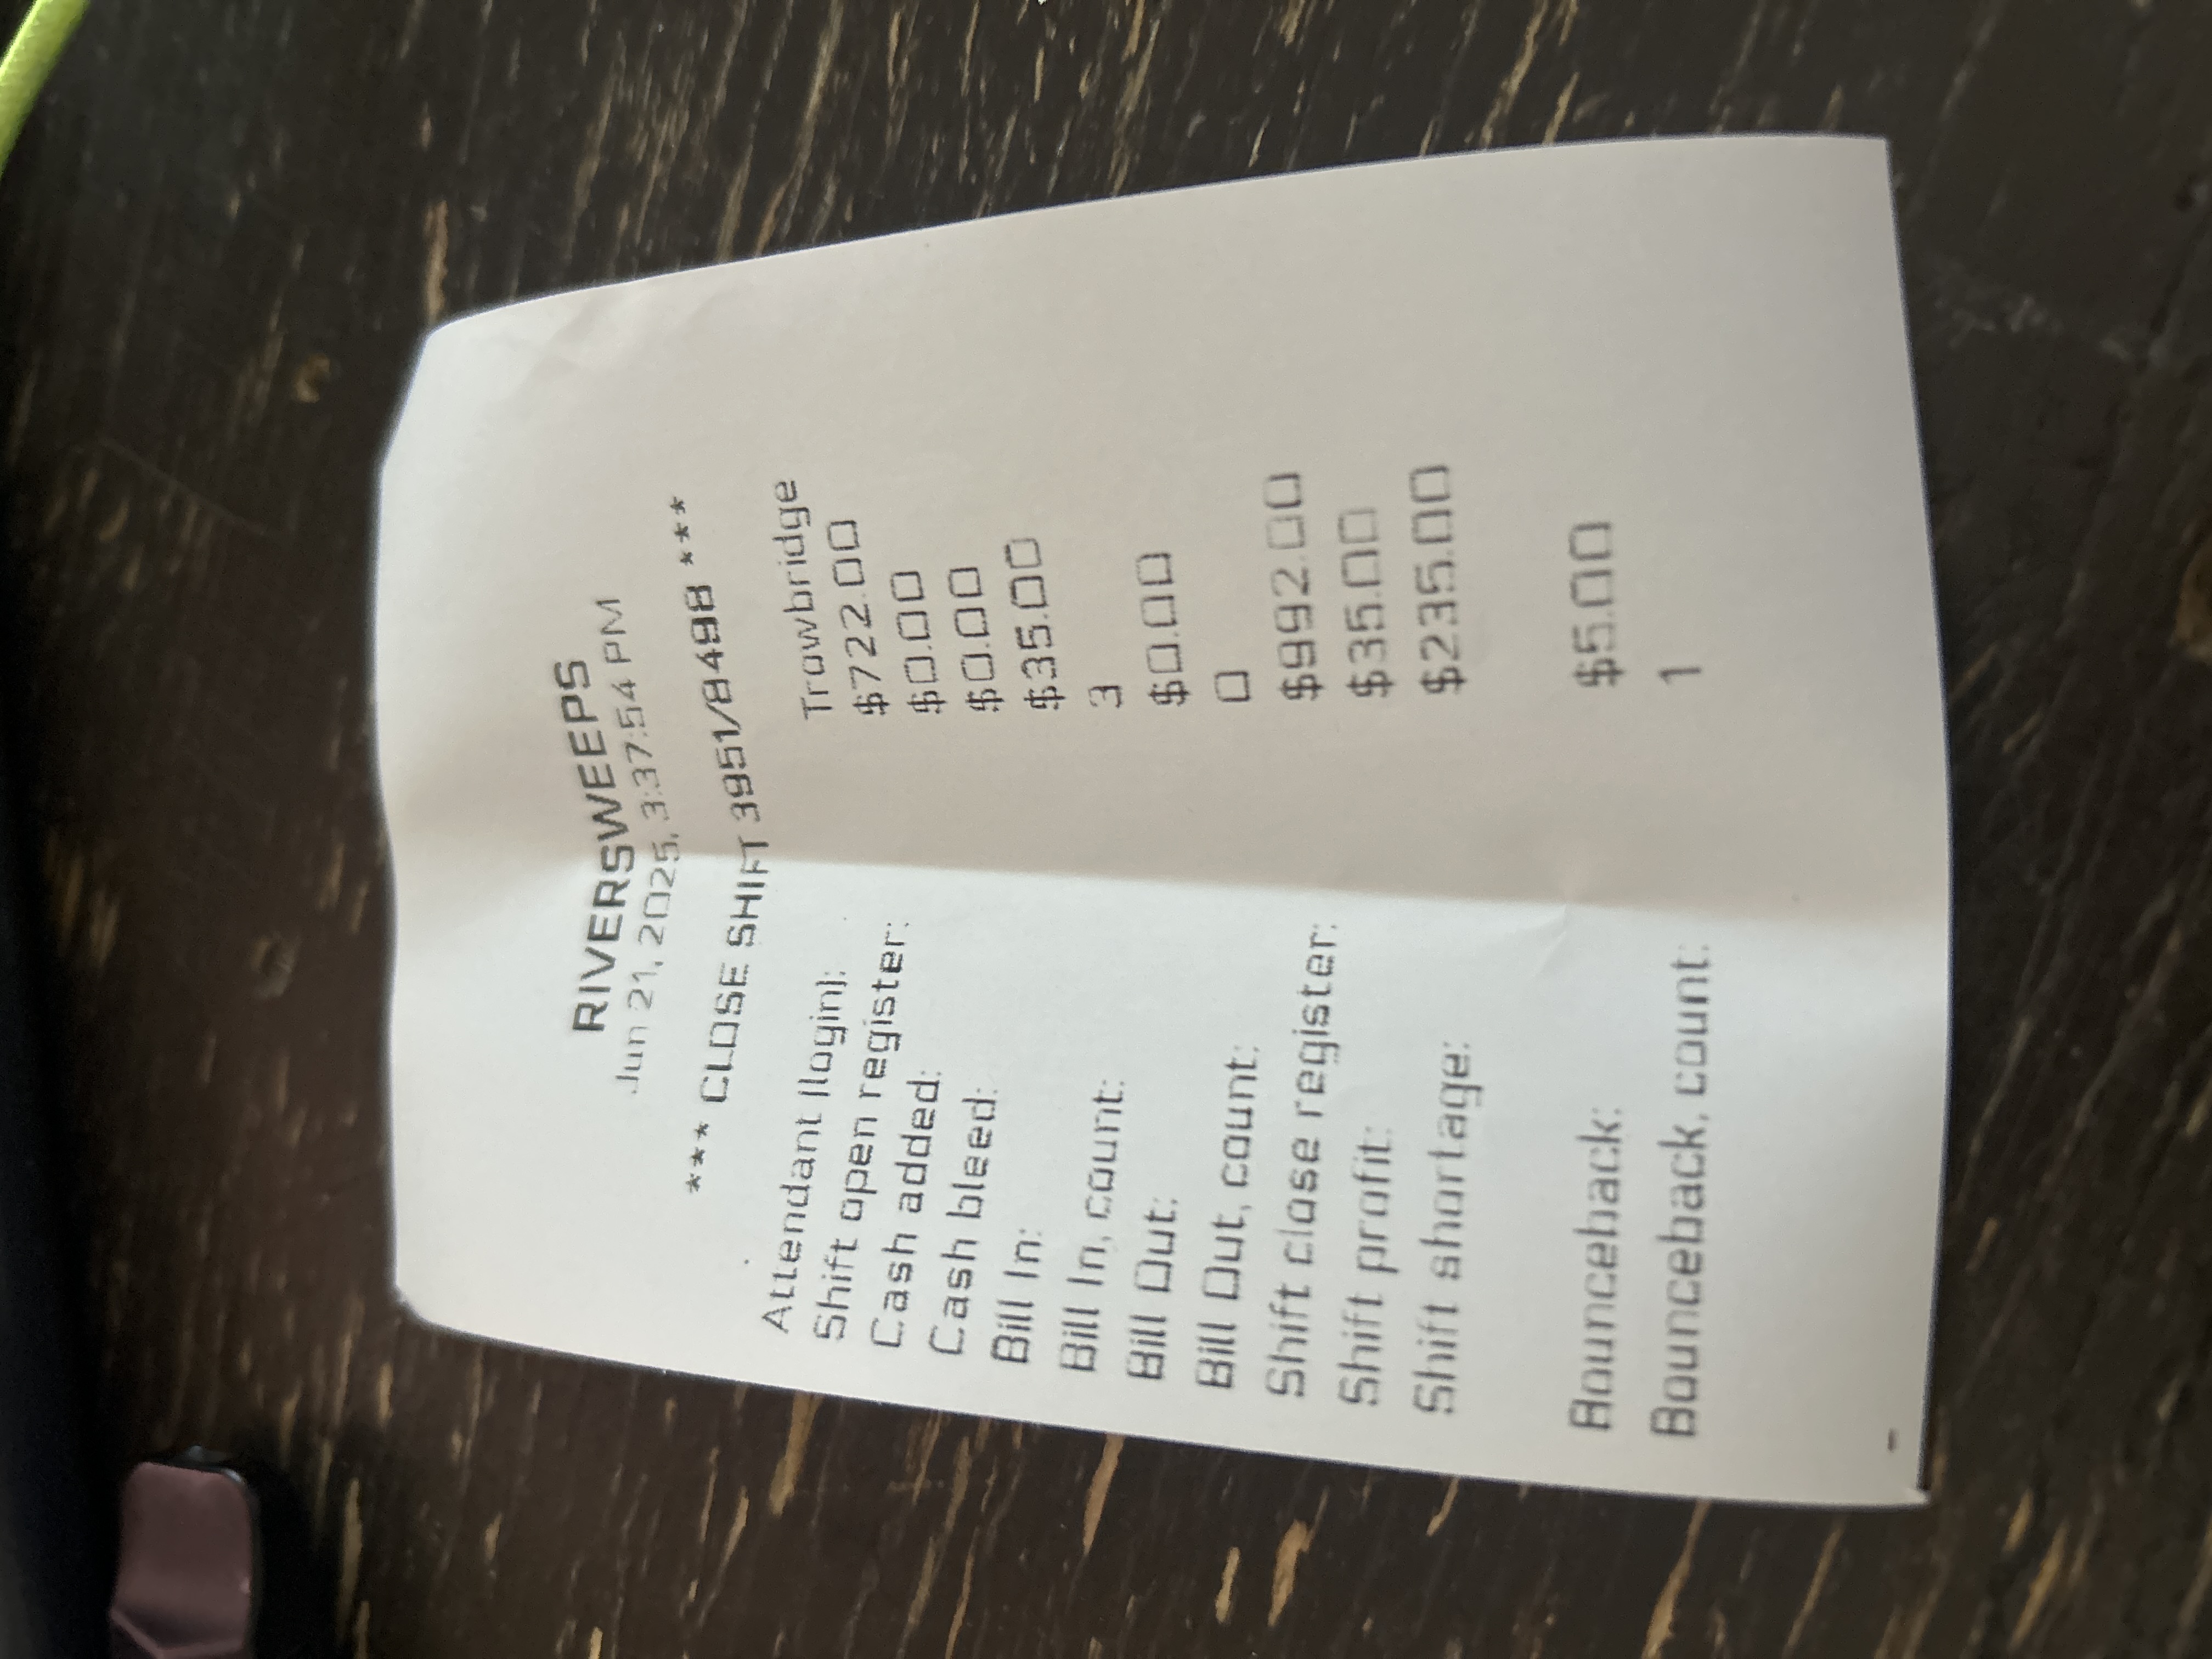 RIVERSWEEPS
Jun 21, 2025, 3:37:54 PM
*** CLOSE SHIFT 3951/8498 ***
Attendant (login): Trowbridge
Shift open register: $722.00
Cash added: $0.00
Cash bleed: $0.00
Bill In: $35.00
Bill In, count: 3
Bill Out: $0.00
Bill Out, count: 0
Shift close register: $992.00
Shift profit: $35.00
Shift shortage: $235.00
Bounceback: $5.00
Bounceback, count: 1